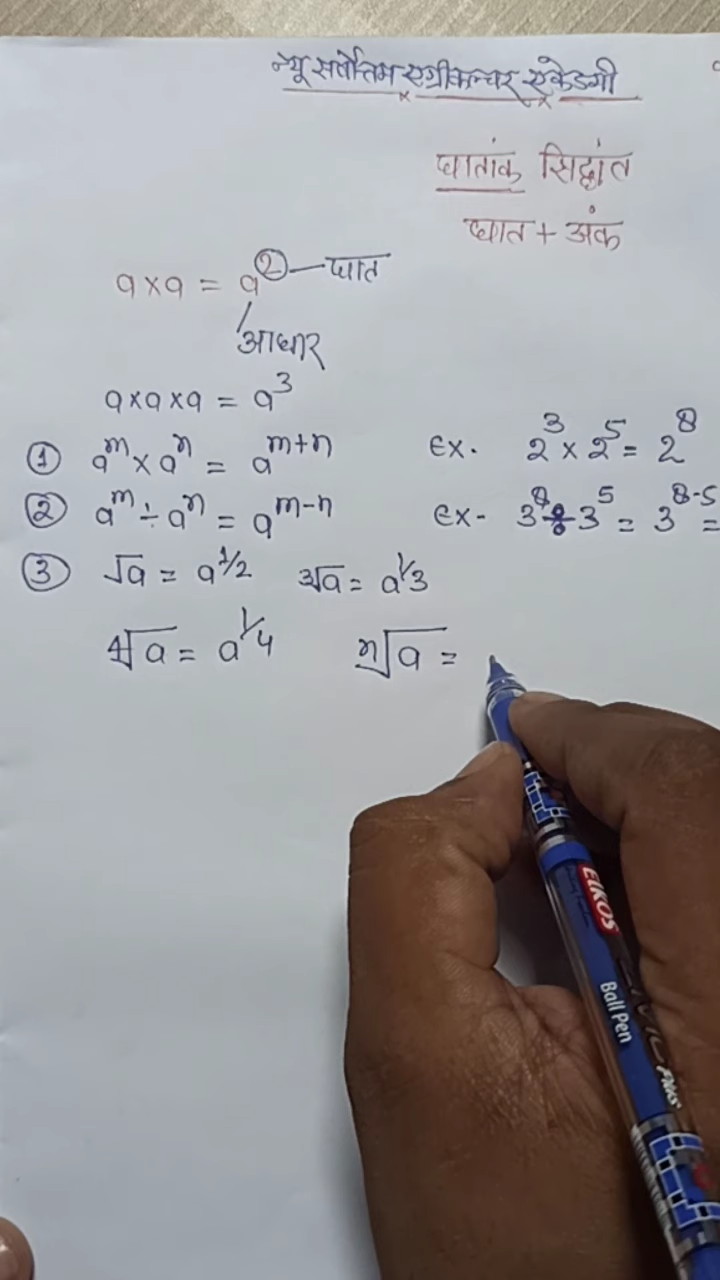 न्यू सर्वोत्तम एग्रीकल्चर एकेडमी
घातांक सिद्धांत
घात + अंक
a×a = a² — घात
आधार
a×a×a = a³
① aᵐ × aⁿ = aᵐ⁺ⁿ ex. 2³ × 2⁵ = 2⁸
② aᵐ ÷ aⁿ = aᵐ⁻ⁿ ex- 3⁸ ÷ 3⁵ = 3⁸⁻⁵ =
③ √a = a^1/2 ∛a = a^1/3
∜a = a^1/4 ⁿ√a =
ELKOS
Ball Pen